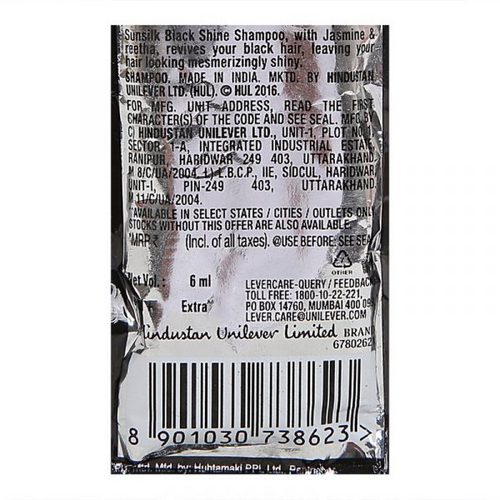 Sunsilk Black Shine Shampoo, with Jasmine &
reetha, revives your black hair, leaving your
hair looking mesmerizingly shiny.
SHAMPOO. MADE IN INDIA. MKTD. BY HINDUSTAN
UNILEVER LTD. (HUL). © HUL 2016.
FOR MFG. UNIT ADDRESS, READ THE FIRST
CHARACTER(S) OF THE CODE AND SEE SEAL. MFG. BY
C) HINDUSTAN UNILEVER LTD., UNIT-1, PLOT NO.1,
SECTOR 1-A, INTEGRATED INDUSTRIAL ESTATE,
RANIPUR, HARIDWAR 249 403, UTTARAKHAND.
M 8/C/UA/2004. L) L.B.C.P., IIE, SIDCUL, HARIDWAR,
UNIT-I, PIN-249 403, UTTARAKHAND.
M.11/C/UA/2004.
*AVAILABLE IN SELECT STATES / CITIES / OUTLETS ONLY
STOCKS WITHOUT THIS OFFER ARE ALSO AVAILABLE.
*MRP ₹ (Incl. of all taxes). @USE BEFORE: SEE SEA
OTHER
Net Vol.: 6 ml
Extra
LEVERCARE-QUERY / FEEDBACK
TOLL FREE: 1800-10-22-221,
PO BOX 14760, MUMBAI 400 09
LEVER.CARE@UNILEVER.COM
Hindustan Unilever Limited BRAN
6780262
8 901030 738623 >
Mfd. by: Huhtamaki PPL Ltd.